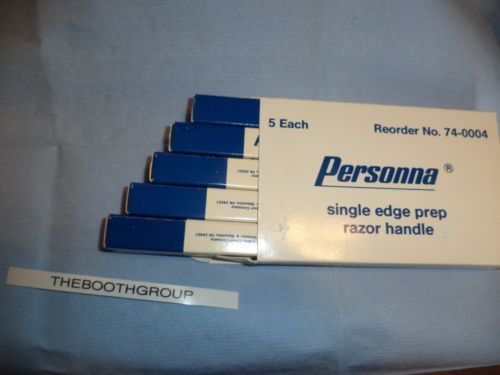 5 Each
Reorder No. 74-0004
Personna®
single edge prep
razor handle
THEBOOTHGROUP